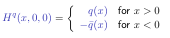 H^q(x, 0, 0) = { q(x) for x > 0
−q̄(x) for x < 0